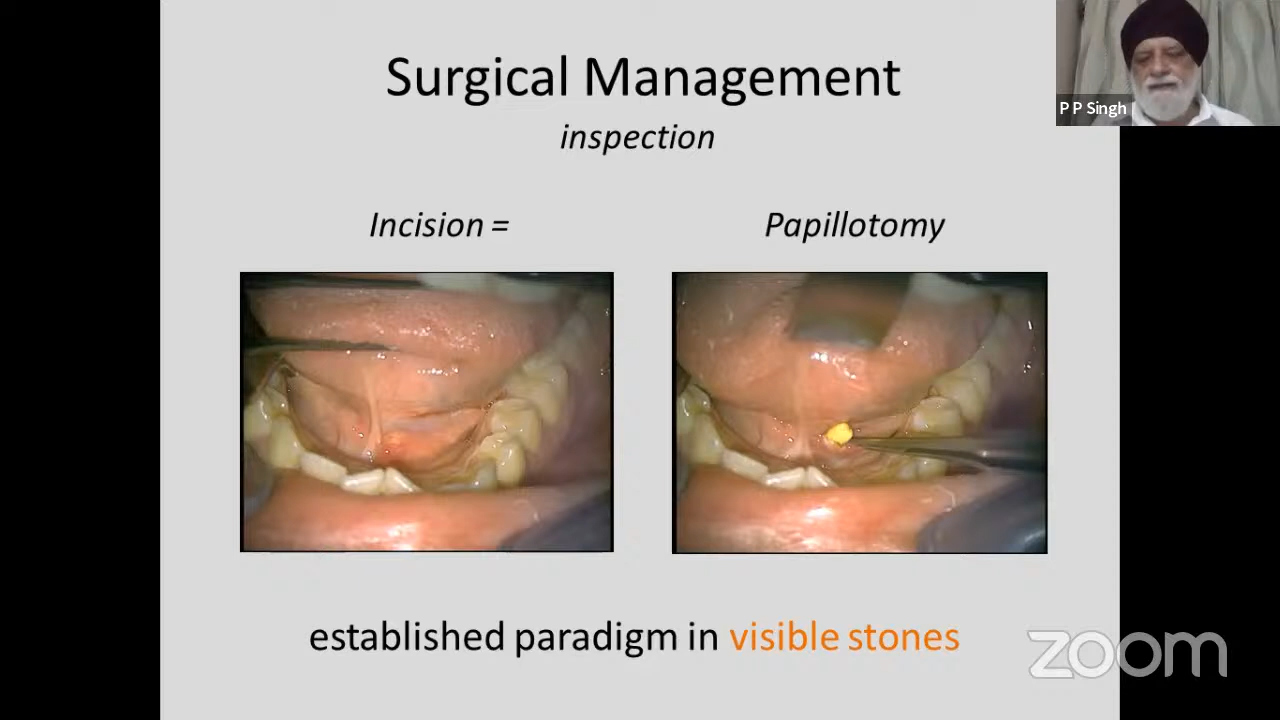 Surgical Management
inspection
P P Singh
Incision =
Papillotomy
established paradigm in visible stones
zoom